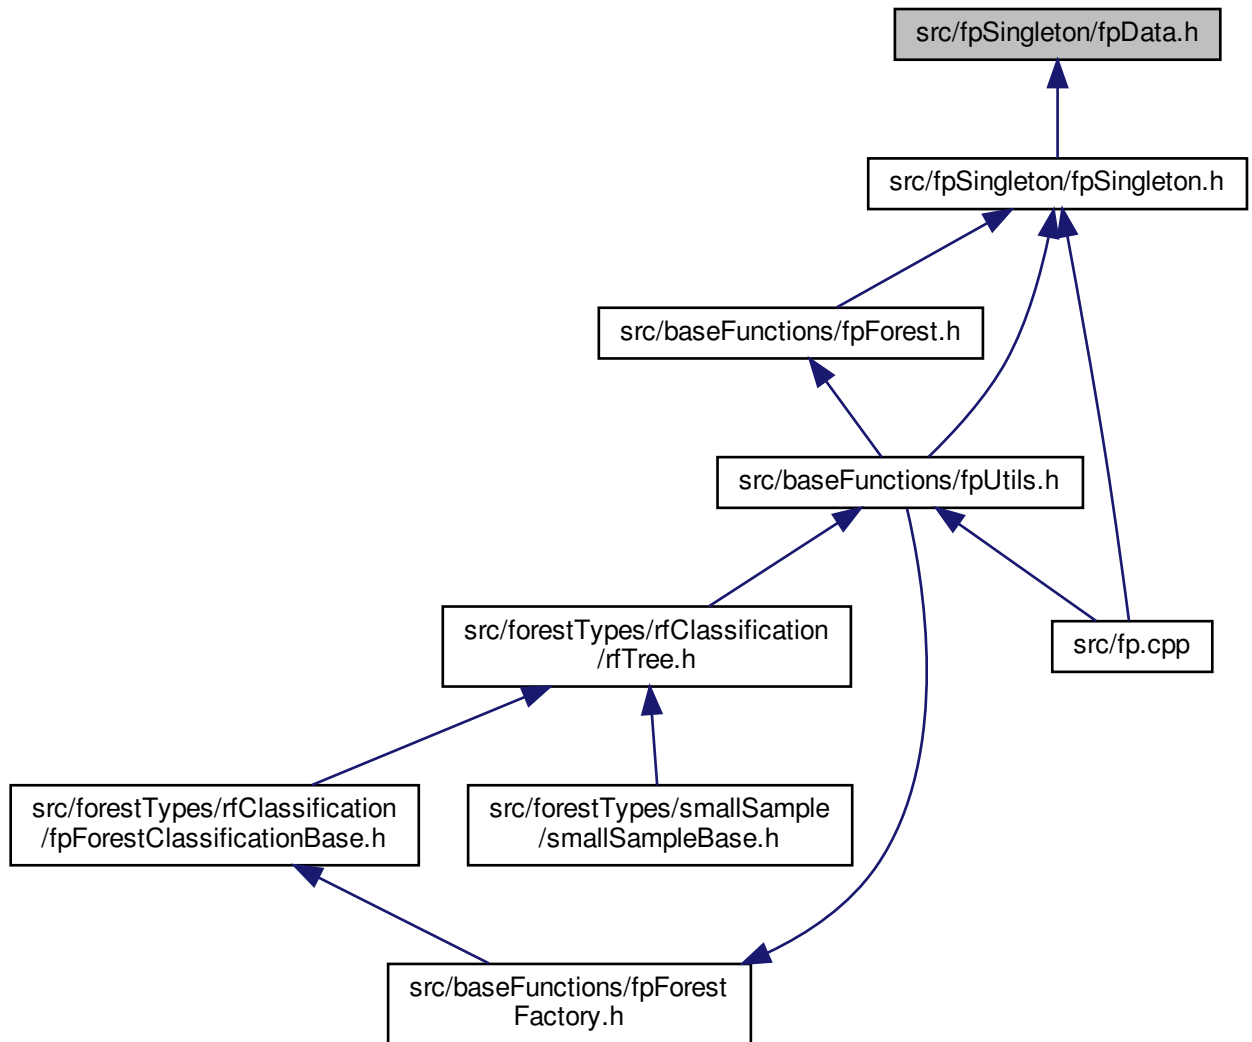 src/fpSingleton/fpData.h
src/fpSingleton/fpSingleton.h
src/baseFunctions/fpForest.h
src/baseFunctions/fpUtils.h
src/forestTypes/rfClassification
/rfTree.h
src/fp.cpp
src/forestTypes/rfClassification
/fpForestClassificationBase.h
src/forestTypes/smallSample
/smallSampleBase.h
src/baseFunctions/fpForest
Factory.h